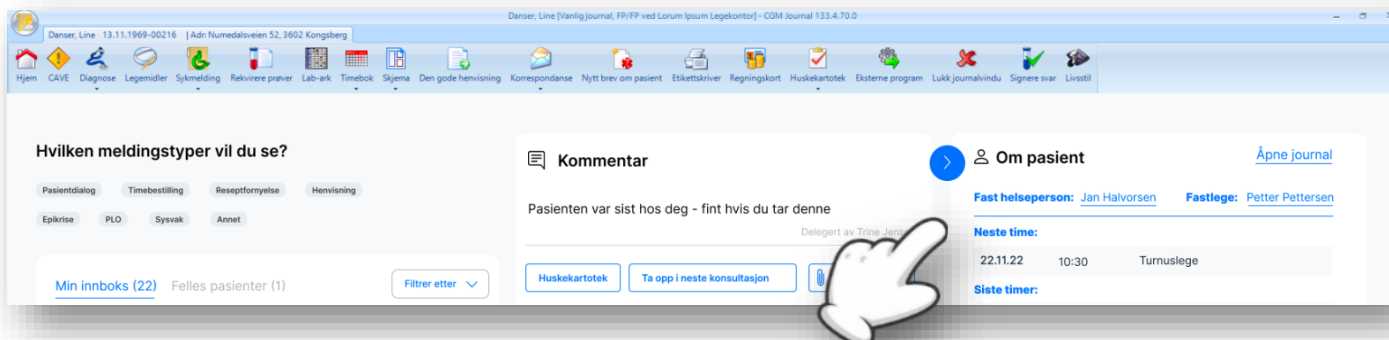 Danser, Line [Vanlig journal, FP/FP ved Lorum Ipsum Legekontor] - CGM Journal 133.4.70.0
Danser, Line 13.11.1969-00216 | Adr: Numedalsveien 52, 3602 Kongsberg
Hjem CAVE Diagnose Legemidler Sykmelding Rekvirere prøver Lab-ark Timebok Skjema Den gode henvisning Korrespondanse Nytt brev om pasient Etikettskriver Regningskort Huskekartotek Eksterne program Lukk journalvindu Signere svar Livsstil
Hvilken meldingstyper vil du se?
Pasientdialog Timebestilling Reseptfornyelse Henvisning
Epikrise PLO Sysvak Annet
Min innboks (22) Felles pasienter (1)
Filtrer etter
Kommentar
Pasienten var sist hos deg - fint hvis du tar denne
Delegert av Trine
Huskekartotek Ta opp i neste konsultasjon
Om pasient Åpne journal
Fast helseperson: Jan Halvorsen Fastlege: Petter Pettersen
Neste time:
22.11.22 10:30 Turnuslege
Siste timer: